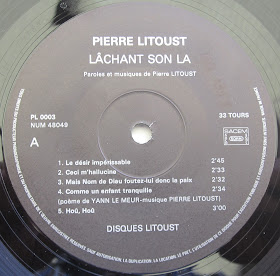 PIERRE LITOUST
LÂCHANT SON LA
Paroles et musiques de Pierre LITOUST
PL 0003
NUM 48049
33 TOURS
A
SACEM
1. Le désir impérissable 2'45
2. Ceci m'hallucine 2'33
3. Mais Nom de Dieu foutez-lui donc la paix 2'32
4. Comme un enfant tranquille 2'34
(poème de YANN LE MEUR-musique PIERRE LITOUST)
5. Hoû, Hoû 3'00
DISQUES LITOUST